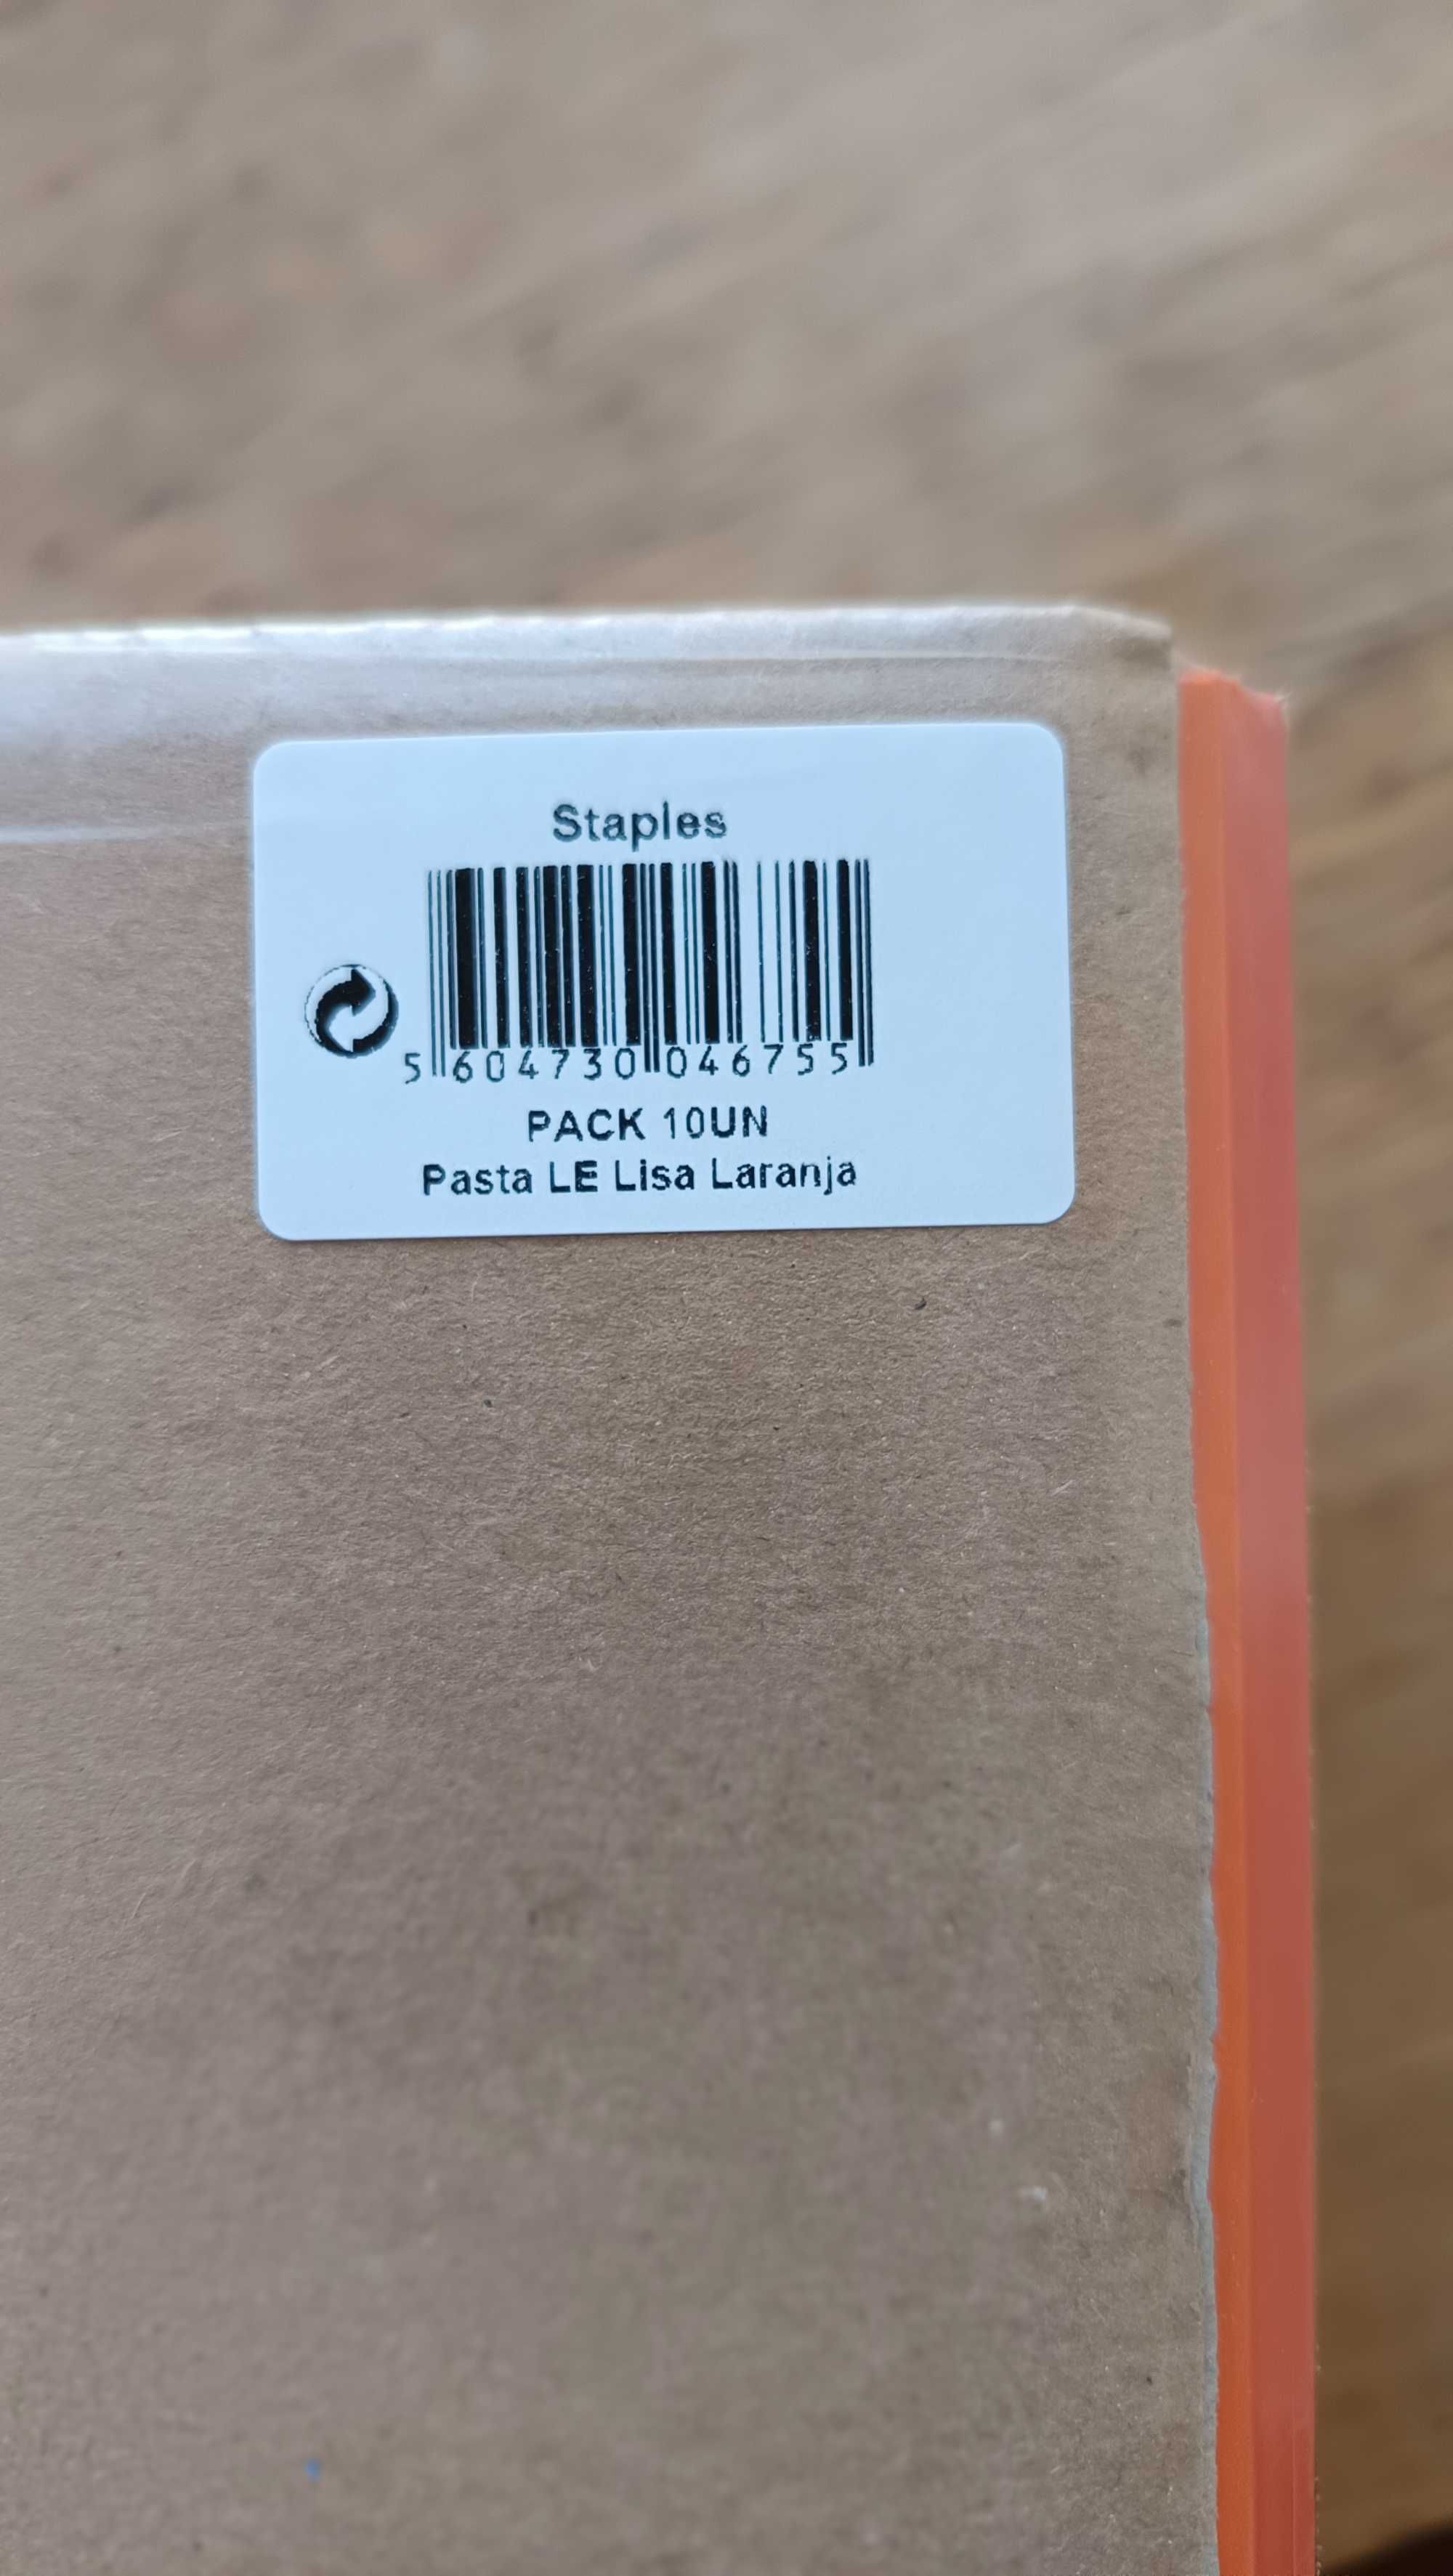 Staples
5 604730 046755
PACK 10UN
Pasta LE Lisa Laranja